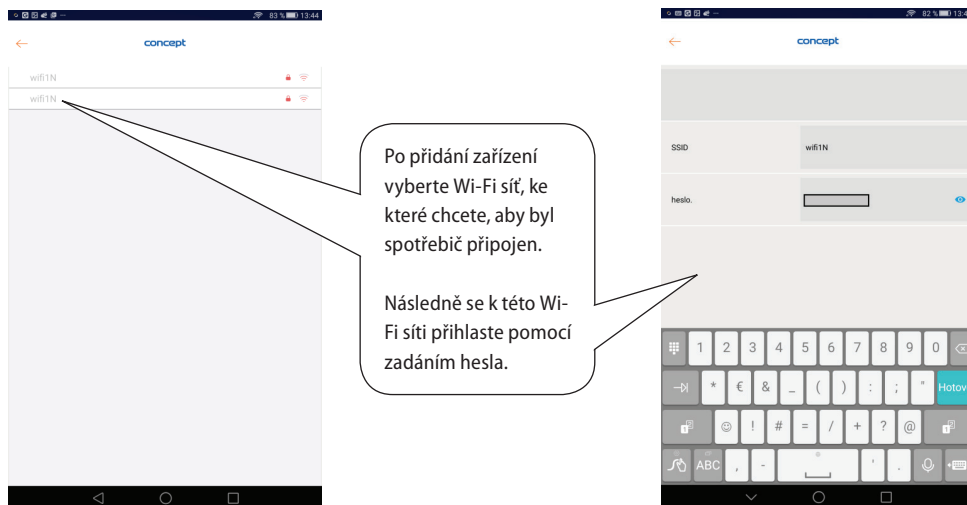 83 % 13:44
concept
wifi1N
wifi1N
Po přidání zařízení
vyberte Wi-Fi síť, ke
které chcete, aby byl
spotřebič připojen.
Následně se k této Wi-
Fi síti přihlaste pomocí
zadáním hesla.
82 % 13:4
concept
SSID wifi1N
heslo.
1 2 3 4 5 6 7 8 9 0
* € & _ ( ) : ; " Hotov
! # = / + ? @
ABC , - ' .